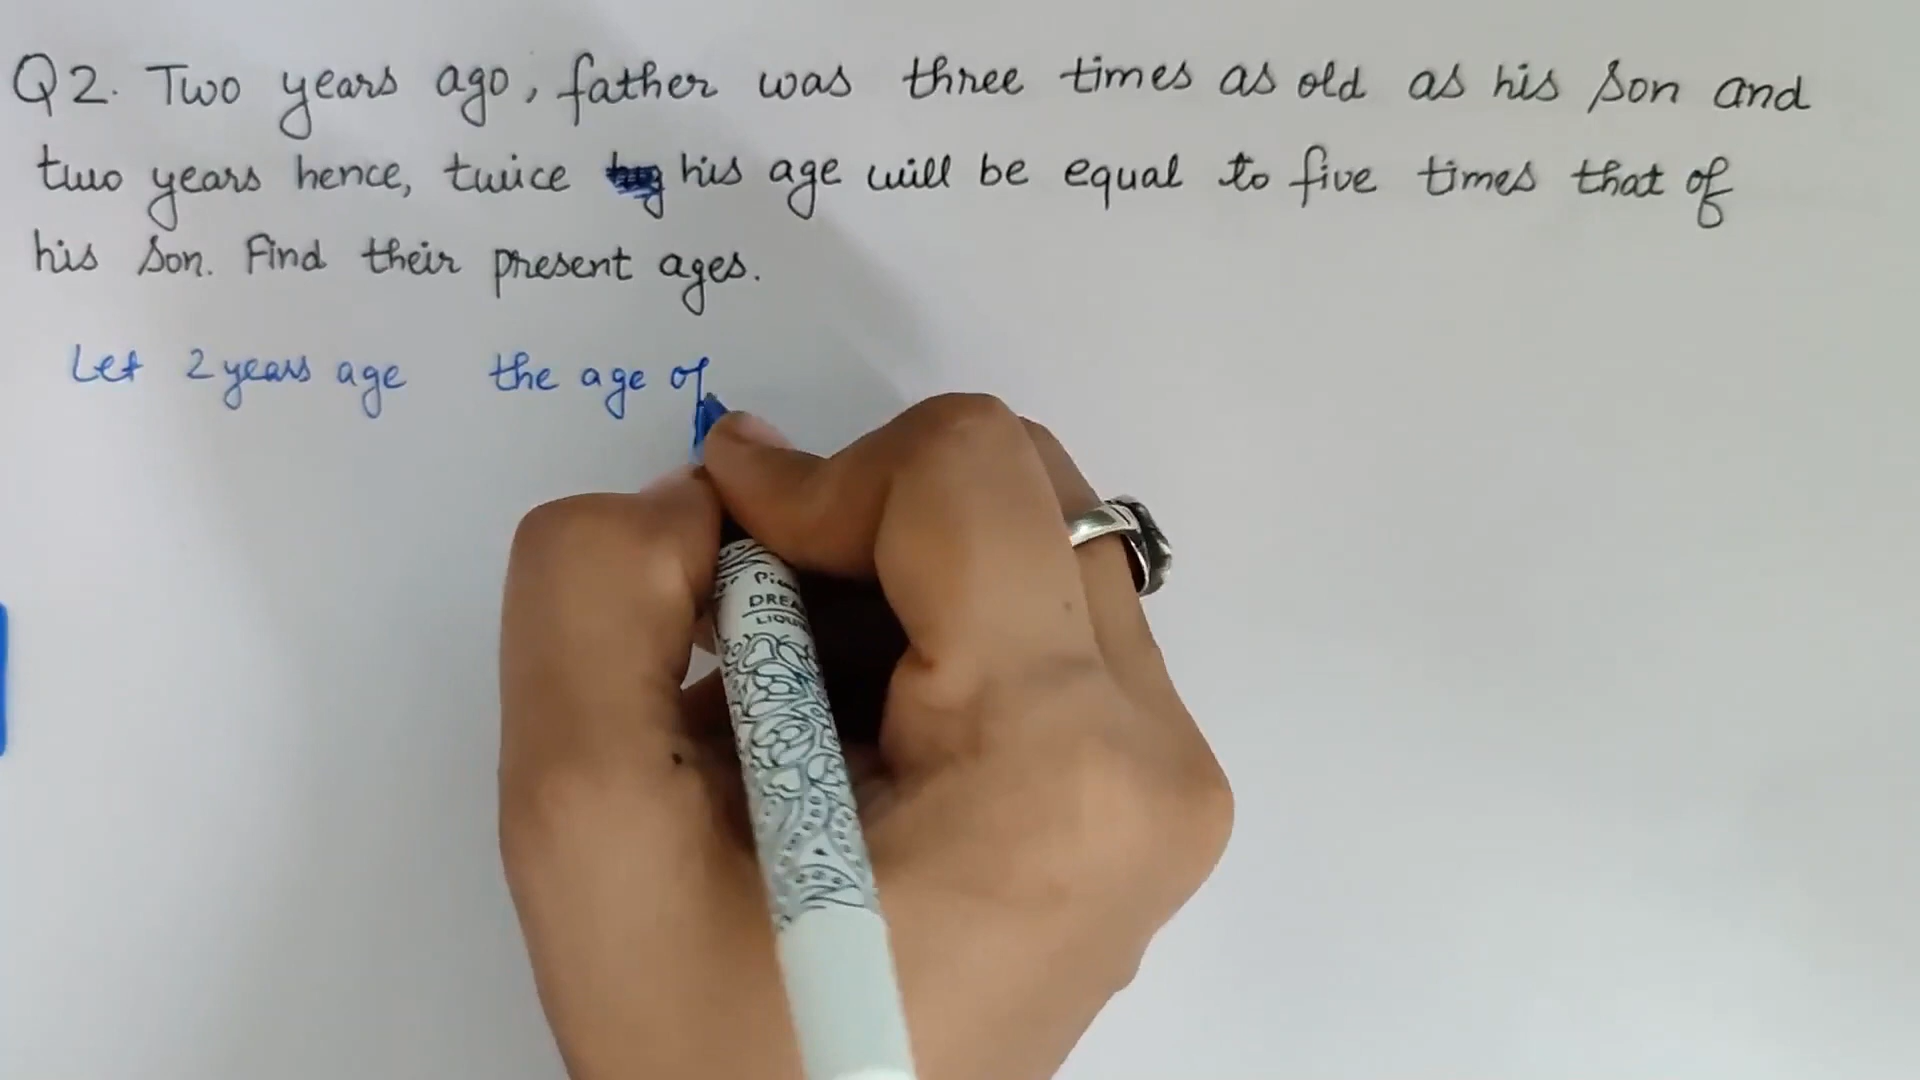 Q2. Two years ago, father was three times as old as his son and
two years hence, twice his age will be equal to five times that of
his son. Find their present ages.
Let 2 years age the age of